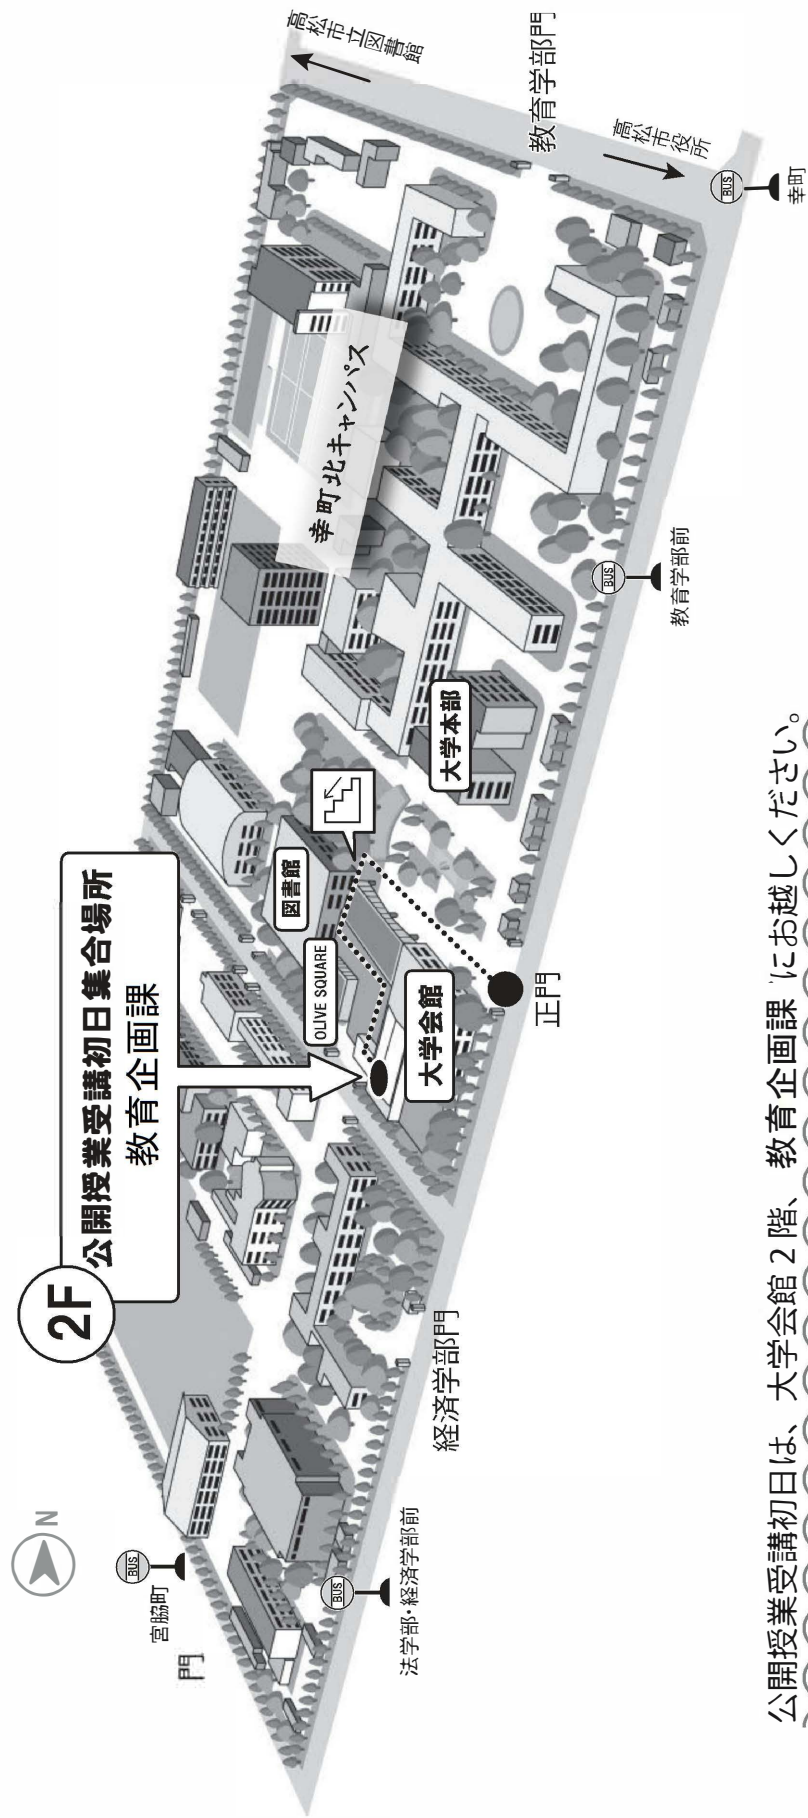 N
2F
公開授業受講初日集合場所
教育企画課
宮脇町
BUS
門
法学部・経済学部前
BUS
経済学部門
図書館
OLIVE SQUARE
大学会館
正門
大学本部
幸町北キャンパス
教育学部前
BUS
高松市立図書館
教育学部門
高松市役所
BUS
幸町
公開授業受講初日は、大学会館2階、教育企画課にお越しください。